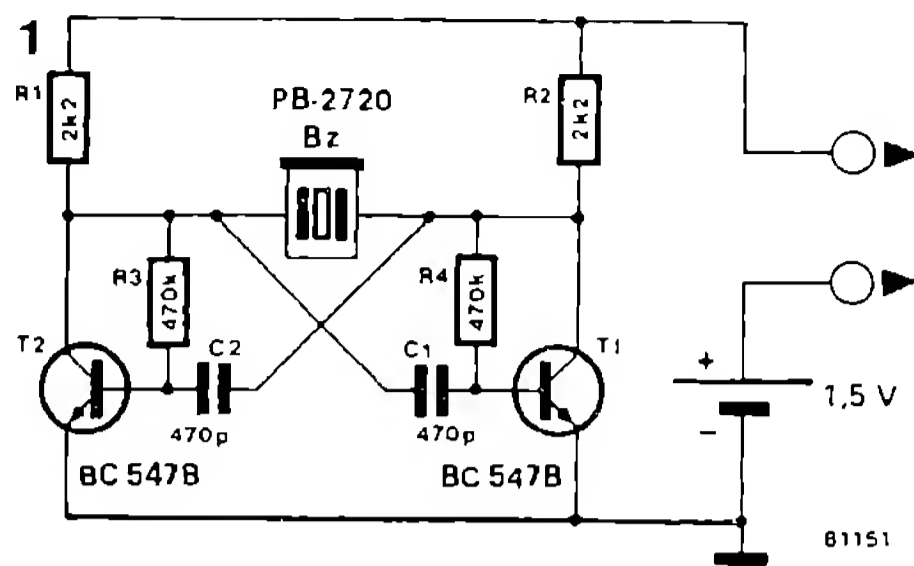 1
R1
2k2
PB-2720
Bz
R2
2k2
R3
470k
R4
470k
T2
C2
C1
T1
470p
470p
BC 547B
BC 547B
+
1,5 V
−
81151